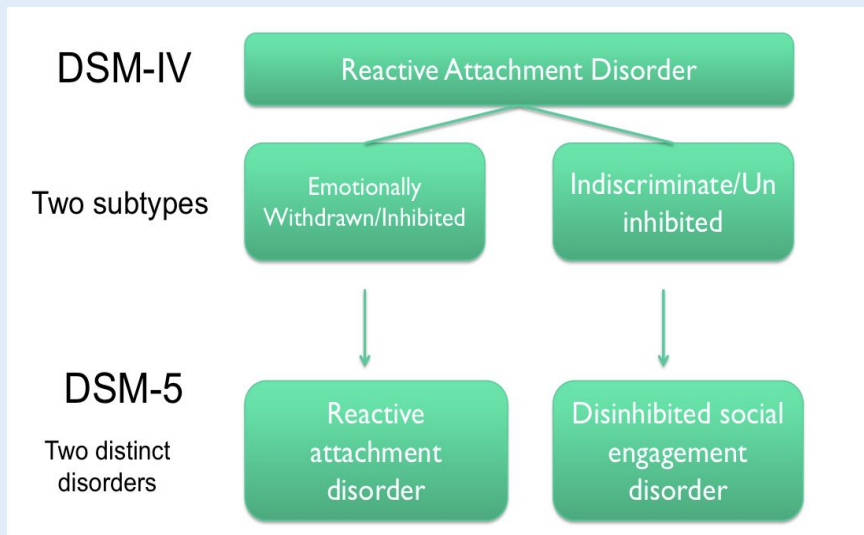 DSM-IV
Reactive Attachment Disorder
Two subtypes
Emotionally
Withdrawn/Inhibited
Indiscriminate/Un
inhibited
DSM-5
Two distinct
disorders
Reactive
attachment
disorder
Disinhibited social
engagement
disorder